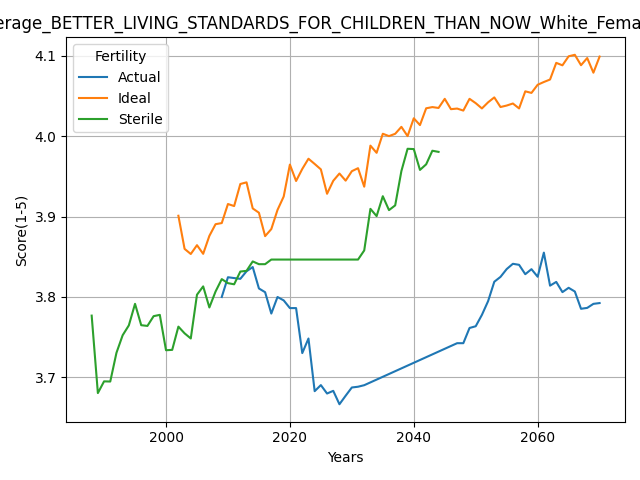 erage_BETTER_LIVING_STANDARDS_FOR_CHILDREN_THAN_NOW_White_Fema
Fertility
Actual
Ideal
Sterile
4.1
4.0
3.9
3.8
3.7
Score(1-5)
2000 2020 2040 2060
Years